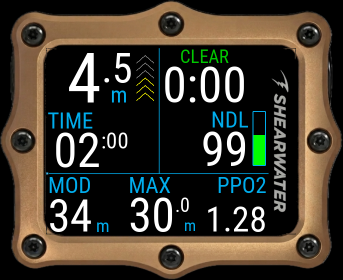 4.5 m
CLEAR
0:00
TIME
02:00
NDL
99
MOD
34 m
MAX
30.0 m
PPO2
1.28
SHEARWATER